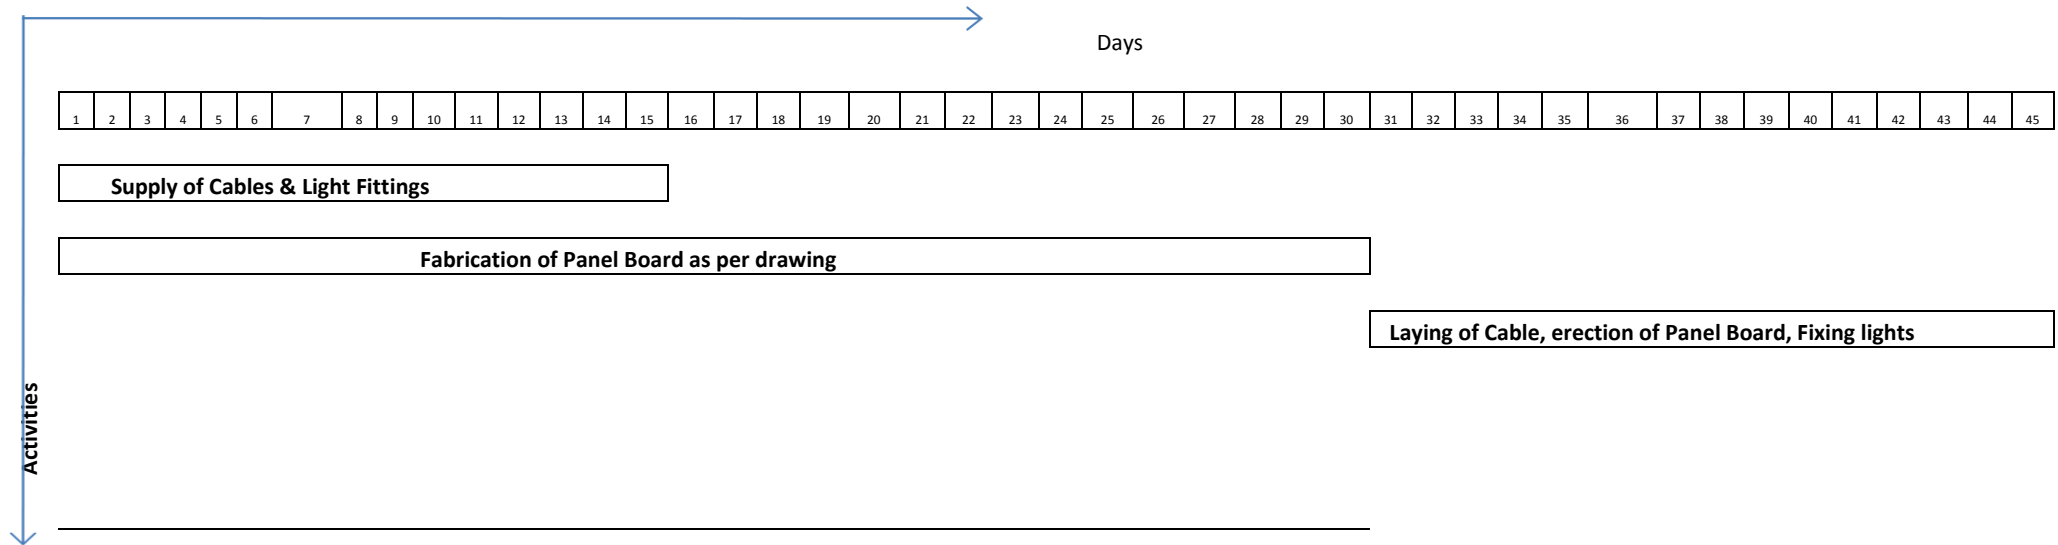 Days
1 2 3 4 5 6 7 8 9 10 11 12 13 14 15 16 17 18 19 20 21 22 23 24 25 26 27 28 29 30 31 32 33 34 35 36 37 38 39 40 41 42 43 44 45
Supply of Cables & Light Fittings
Fabrication of Panel Board as per drawing
Laying of Cable, erection of Panel Board, Fixing lights
Activities